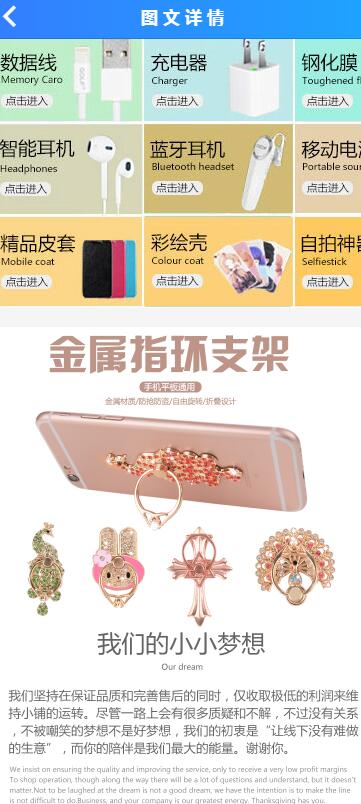 图文详情
数据线
Memory Caro
点击进入
充电器
Charger
点击进入
钢化膜
Toughened fi
点击进入
智能耳机
Headphones
点击进入
蓝牙耳机
Bluetooth headset
点击进入
移动电
Portable sour
点击进入
精品皮套
Mobile coat
点击进入
彩绘壳
Colour coat
点击进入
自拍神
Selfiestick
点击进入
金属指环支架
手机平板通用
金属材质/防抢防盗/自由旋转/折叠设计
我们的小小梦想
Our dream
我们坚持在保证品质和完善售后的同时，仅收取极低的利润来维
持小铺的运转。尽管一路上会有很多质疑和不解，不过没有关系
，不被嘲笑的梦想不是好梦想，我们的初衷是“让线下没有难做
的生意”，而你的陪伴是我们最大的能量。谢谢你。
We insist on ensuring the quality and improving the service, only to receive a very low profit margins
To shop operation, though along the way there will be a lot of questions and understand, but it doesn't
matter.Not to be laughed at the dream is not a good dream, we have the intention is to make the line
is not difficult to do.Business, and your company is our greatest energy. Thanksgiving has you.